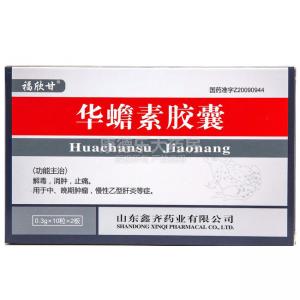 福欣甘
国药准字Z20090944
华蟾素胶囊
Huachansu Jiaonang
(功能主治)
解毒,消肿,止痛。
用于中、晚期肿瘤,慢性乙型肝炎等症。
0.3g×10粒×2板
山东鑫齐药业有限公司
SHANDONG XINQI PHARMACAL CO., LTD